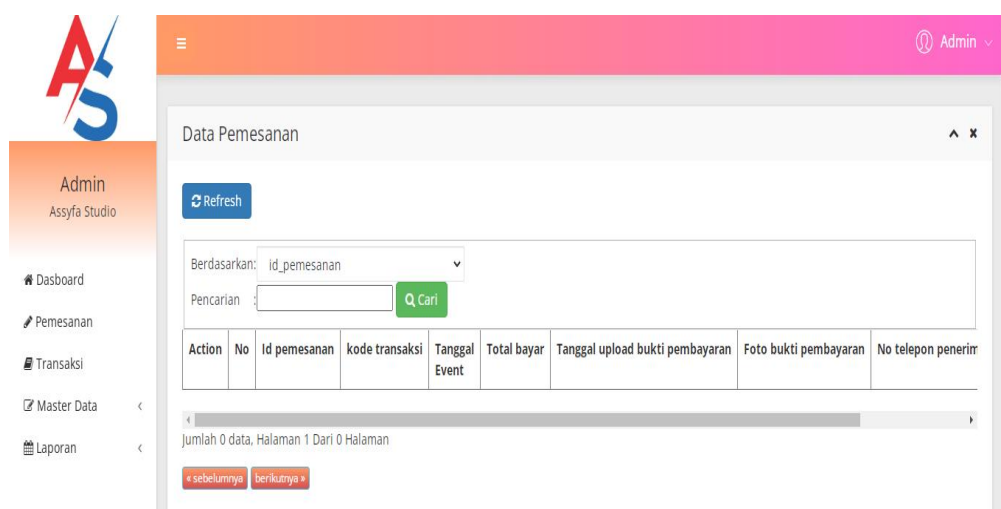 AS
Admin
Admin
Assyfa Studio
Dasboard
Pemesanan
Transaksi
Master Data
Laporan
Data Pemesanan
Refresh
Berdasarkan: id_pemesanan
Pencarian : Cari
Action No Id pemesanan kode transaksi Tanggal Event Total bayar Tanggal upload bukti pembayaran Foto bukti pembayaran No telepon penerim
Jumlah 0 data, Halaman 1 Dari 0 Halaman
« sebelumnya berikutnya »